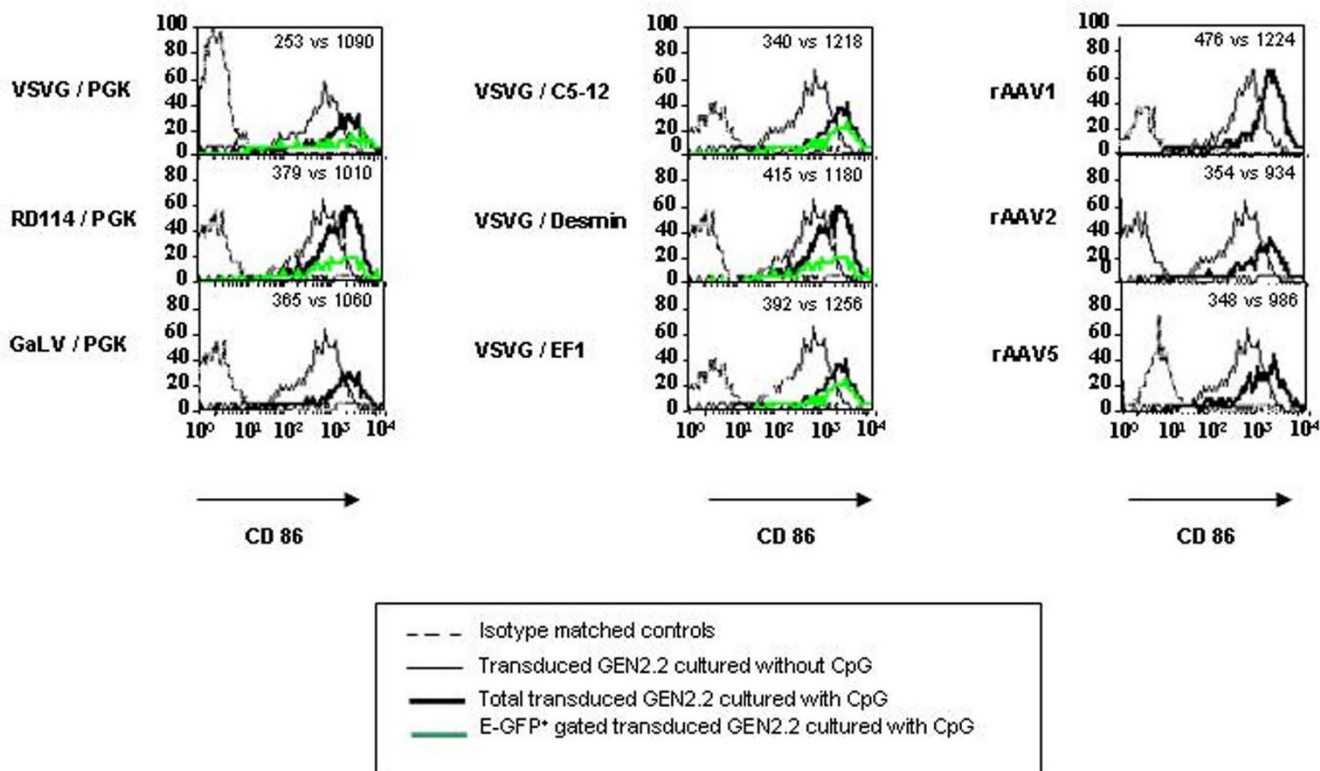 VSVG / PGK
100
80
60
40
20
0
253 vs 1090
VSVG / C5-12
100
80
60
40
20
0
340 vs 1218
rAAV1
100
80
60
40
20
0
476 vs 1224
RD114 / PGK
80
60
40
20
0
379 vs 1010
VSVG / Desmin
80
60
40
20
0
415 vs 1180
rAAV2
80
60
40
20
0
354 vs 934
GaLV / PGK
80
60
40
20
0
365 vs 1060
VSVG / EF1
80
60
40
20
0
392 vs 1256
rAAV5
80
60
40
20
0
348 vs 986
10⁰ 10¹ 10² 10³ 10⁴
10⁰ 10¹ 10² 10³ 10⁴
10⁰ 10¹ 10² 10³ 10⁴
CD 86
CD 86
CD 86
Isotype matched controls
Transduced GEN2.2 cultured without CpG
Total transduced GEN2.2 cultured with CpG
E-GFP⁺ gated transduced GEN2.2 cultured with CpG